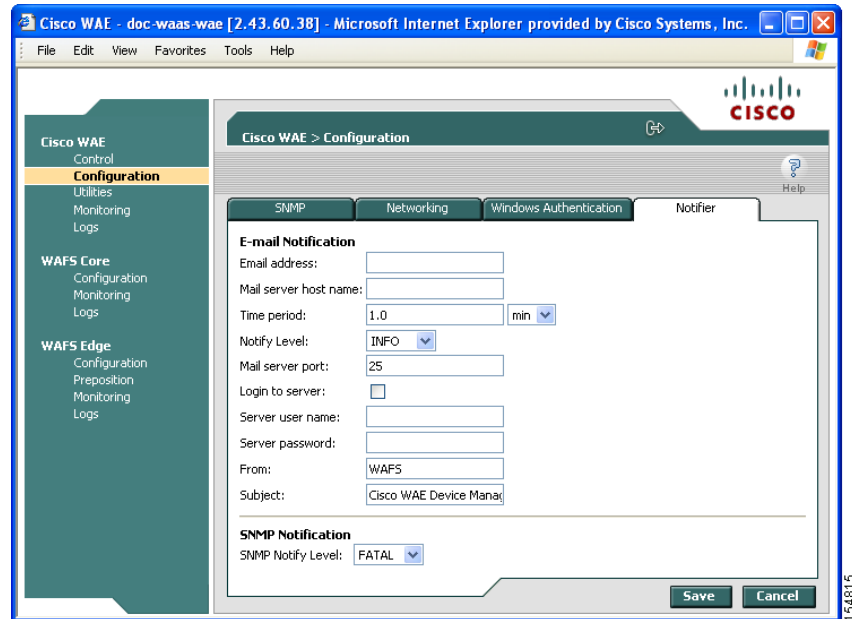 Cisco WAE - doc-waas-wae [2.43.60.38] - Microsoft Internet Explorer provided by Cisco Systems, Inc.
File Edit View Favorites Tools Help
CISCO
Cisco WAE > Configuration
Help
Cisco WAE
Control
Configuration
Utilities
Monitoring
Logs
WAFS Core
Configuration
Monitoring
Logs
WAFS Edge
Configuration
Preposition
Monitoring
Logs
SNMP Networking Windows Authentication Notifier
E-mail Notification
Email address:
Mail server host name:
Time period: 1.0 min
Notify Level: INFO
Mail server port: 25
Login to server:
Server user name:
Server password:
From: WAFS
Subject: Cisco WAE Device Manag
SNMP Notification
SNMP Notify Level: FATAL
Save Cancel
154815